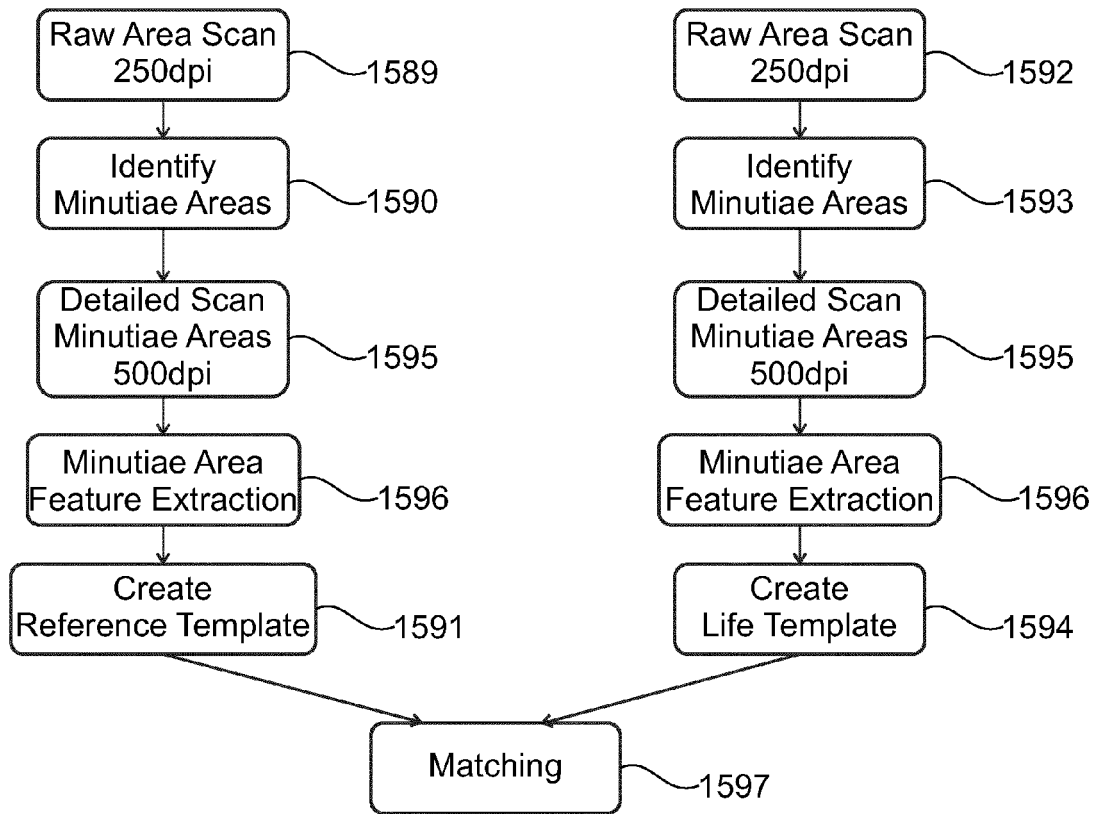 Raw Area Scan
250dpi
1589
Identify
Minutiae Areas
1590
Detailed Scan
Minutiae Areas
500dpi
1595
Minutiae Area
Feature Extraction
1596
Create
Reference Template
1591
Raw Area Scan
250dpi
1592
Identify
Minutiae Areas
1593
Detailed Scan
Minutiae Areas
500dpi
1595
Minutiae Area
Feature Extraction
1596
Create
Life Template
1594
Matching
1597